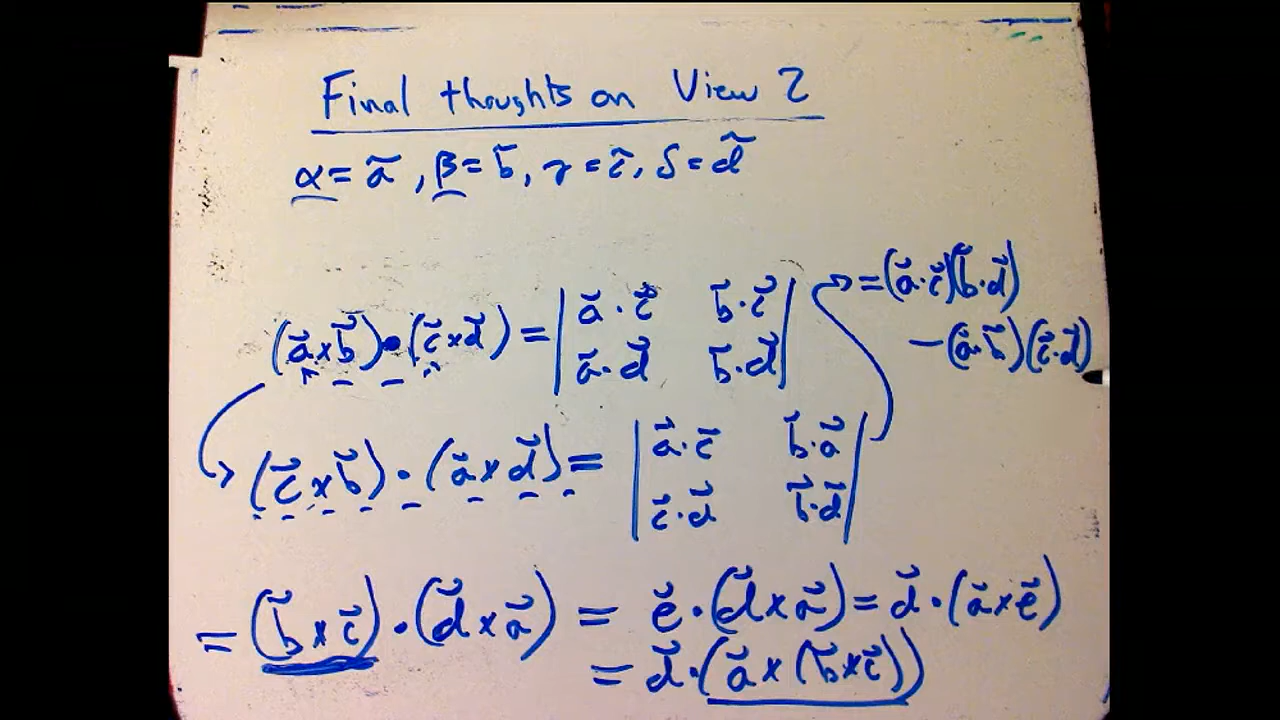 Final thoughts on View 2
α = ã, β = b̃, γ = c̃, δ = d̃
(a⃗ × b⃗) • (c⃗ × d⃗) = | a⃗ · c⃗   b⃗ · c⃗ |
| a⃗ · d⃗   b⃗ · d⃗ |
(c⃗ × b⃗) · (a⃗ × d⃗) = | a⃗ · c⃗   b⃗ · a⃗ |
| c⃗ · d⃗   b⃗ · d⃗ |
= (a⃗ · c⃗)(b⃗ · d⃗)
− (a⃗ · b⃗)(c⃗ · d⃗)
= (b⃗ × c⃗) · (d⃗ × a⃗) = e⃗ · (d⃗ × a⃗) = d⃗ · (a⃗ × e⃗)
= d⃗ · (a⃗ × (b⃗ × c⃗))